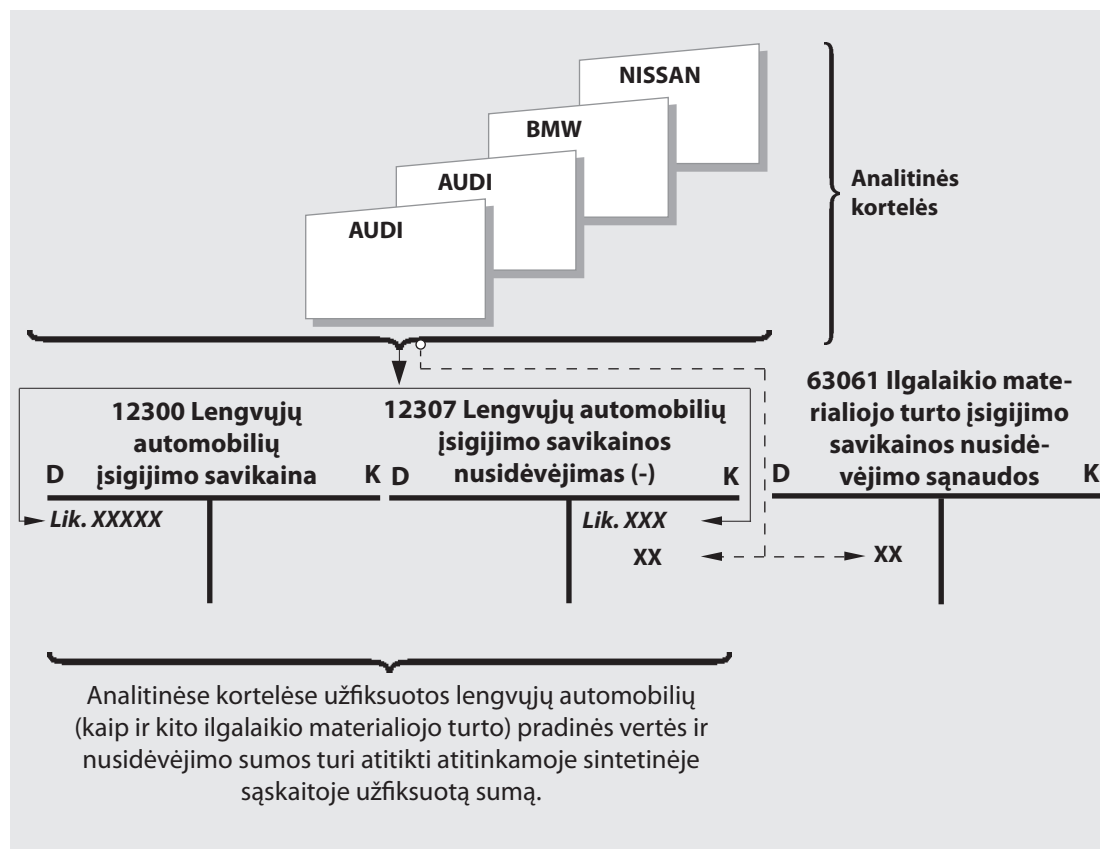 NISSAN
BMW
AUDI
AUDI
Analitinės
kortelės
12300 Lengvųjų
automobilių
įsigijimo savikaina
D
K
Lik. XXXXX
12307 Lengvųjų automobilių
įsigijimo savikainos
nusidėvėjimas (-)
D
K
Lik. XXX
XX
63061 Ilgalaikio mate-
rialiojo turto įsigijimo
savikainos nusidė-
vėjimo sąnaudos
D
K
XX
Analitinėse kortelėse užfiksuotos lengvųjų automobilių
(kaip ir kito ilgalaikio materialiojo turto) pradinės vertės ir
nusidėvėjimo sumos turi atitikti atitinkamoje sintetinėje
sąskaitoje užfiksuotą sumą.